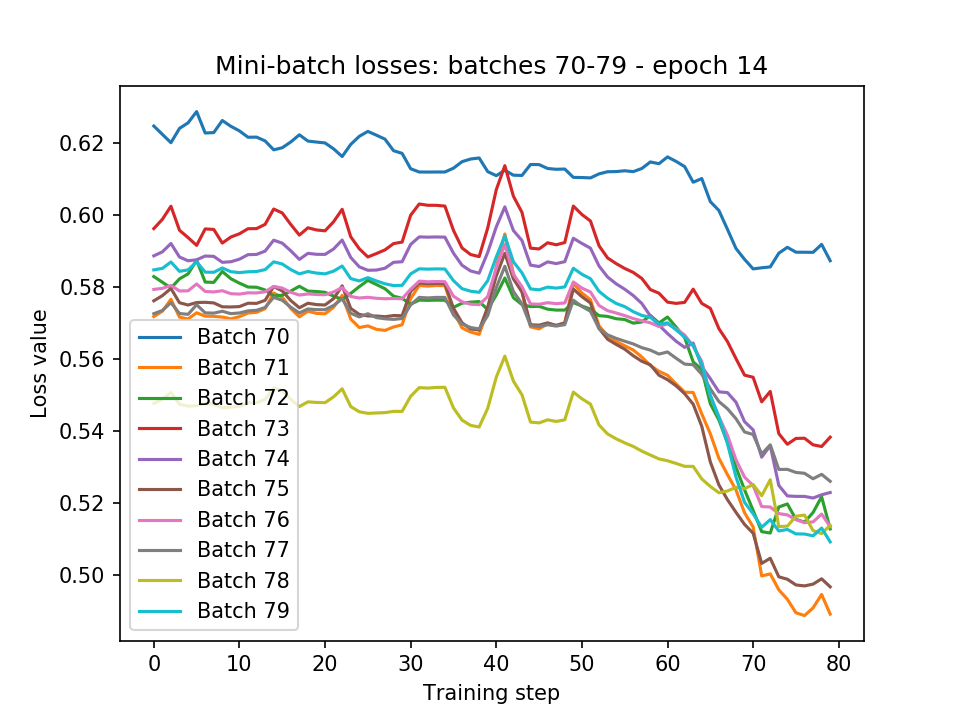 Mini-batch losses: batches 70-79 - epoch 14
Loss value
0.62
0.60
0.58
0.56
0.54
0.52
0.50
Batch 70
Batch 71
Batch 72
Batch 73
Batch 74
Batch 75
Batch 76
Batch 77
Batch 78
Batch 79
0 10 20 30 40 50 60 70 80
Training step